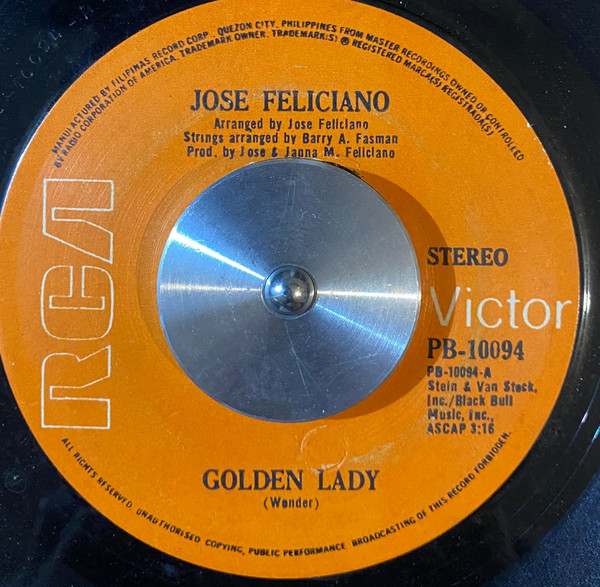 MANUFACTURED BY FILIPINAS RECORD CORP., QUEZON CITY, PHILIPPINES FROM MASTER RECORDINGS OWNED OR CONTROLLED
BY RADIO CORPORATION OF AMERICA. TRADEMARK OWNER. TRADEMARK(S) ® REGISTERED MARCA(S) REGISTRADA(S)
JOSE FELICIANO
Arranged by Jose Feliciano
Strings arranged by Barry A. Fasman
Prod. by Jose & Janna M. Feliciano
RCA
STEREO
Victor
PB-10094
PB-10094-A
Stein & Van Stock,
Inc./Black Bull
Music, Inc.,
ASCAP 3:16
GOLDEN LADY
(Wonder)
ALL RIGHTS RESERVED. UNAUTHORISED COPYING, PUBLIC PERFORMANCE. BROADCASTING OF THIS RECORD FORBIDDEN.